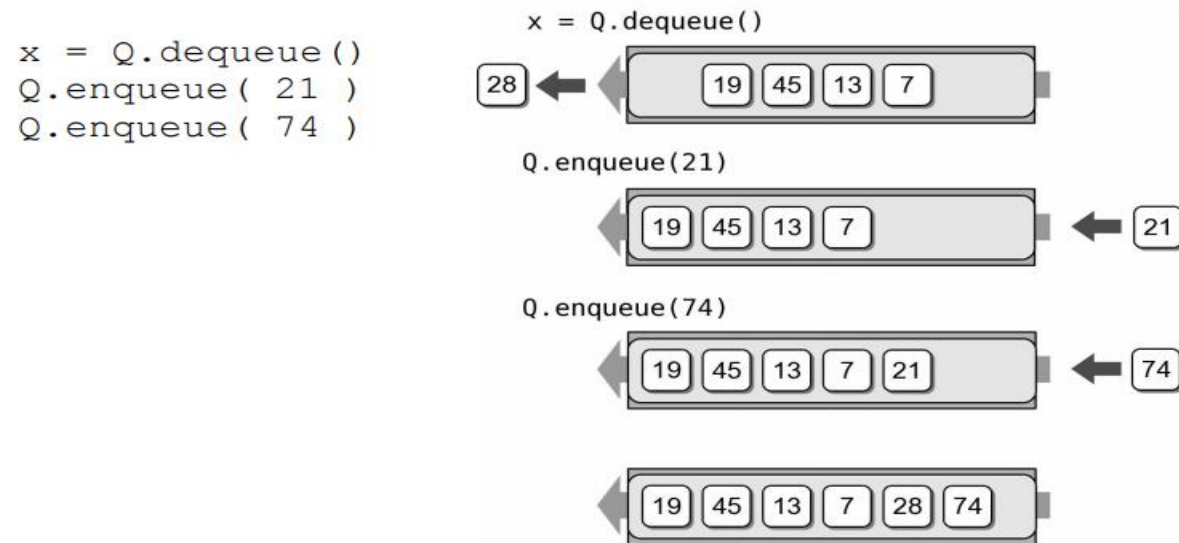 x = Q.dequeue()
Q.enqueue( 21 )
Q.enqueue( 74 )
x = Q.dequeue()
28 19 45 13 7
Q.enqueue(21)
19 45 13 7 21
Q.enqueue(74)
19 45 13 7 21 74
19 45 13 7 28 74